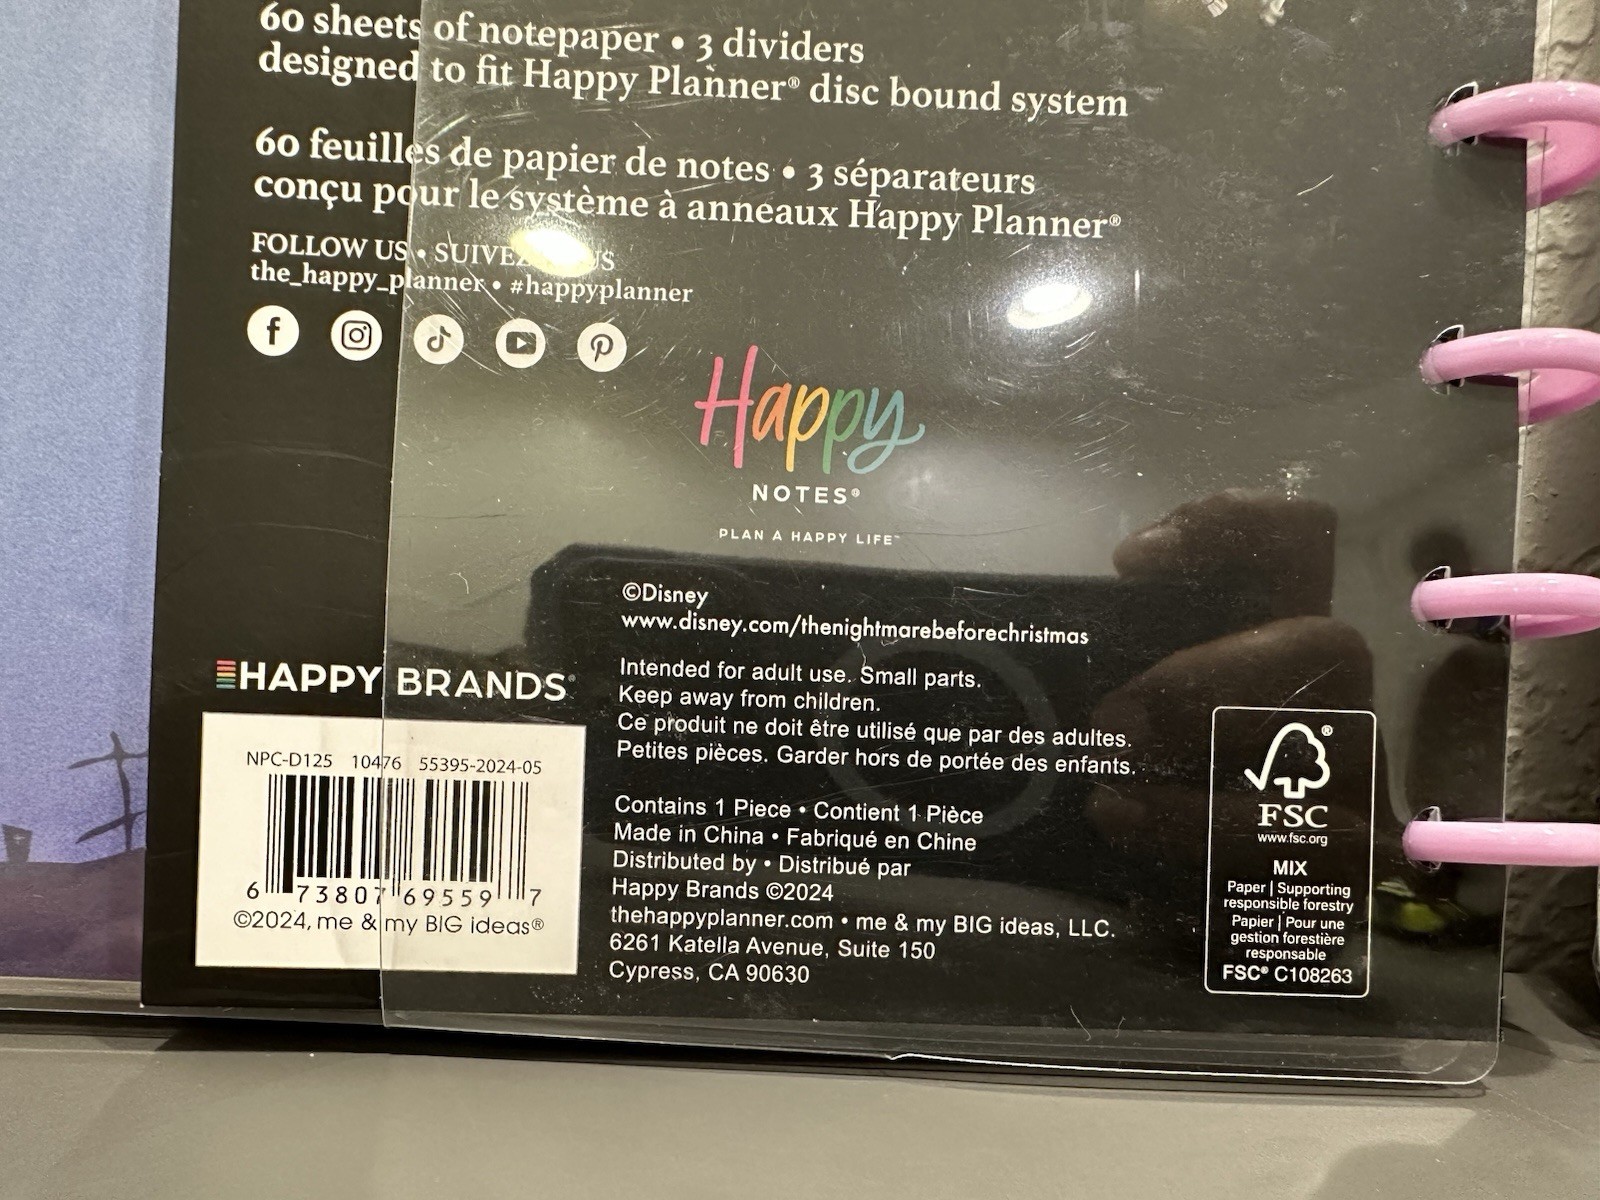 60 sheets of notepaper • 3 dividers
designed to fit Happy Planner® disc bound system
60 feuilles de papier de notes • 3 séparateurs
conçu pour le système à anneaux Happy Planner®
FOLLOW US • SUIVEZ
the_happy_planner • #happyplanner
Happy
NOTES®
PLAN A HAPPY LIFE™
©Disney
www.disney.com/thenightmarebeforechristmas
Intended for adult use. Small parts.
Keep away from children.
Ce produit ne doit être utilisé que par des adultes.
Petites pièces. Garder hors de portée des enfants.
Contains 1 Piece • Contient 1 Pièce
Made in China • Fabriqué en Chine
Distributed by • Distribué par
Happy Brands ©2024
thehappyplanner.com • me & my BIG ideas, LLC.
6261 Katella Avenue, Suite 150
Cypress, CA 90630
HAPPY BRANDS®
NPC-D125 10476 55395-2024-05
6 73807 69559 7
©2024, me & my BIG ideas®
FSC®
www.fsc.org
MIX
Paper | Supporting
responsible forestry
Papier | Pour une
gestion forestière
responsable
FSC® C108263